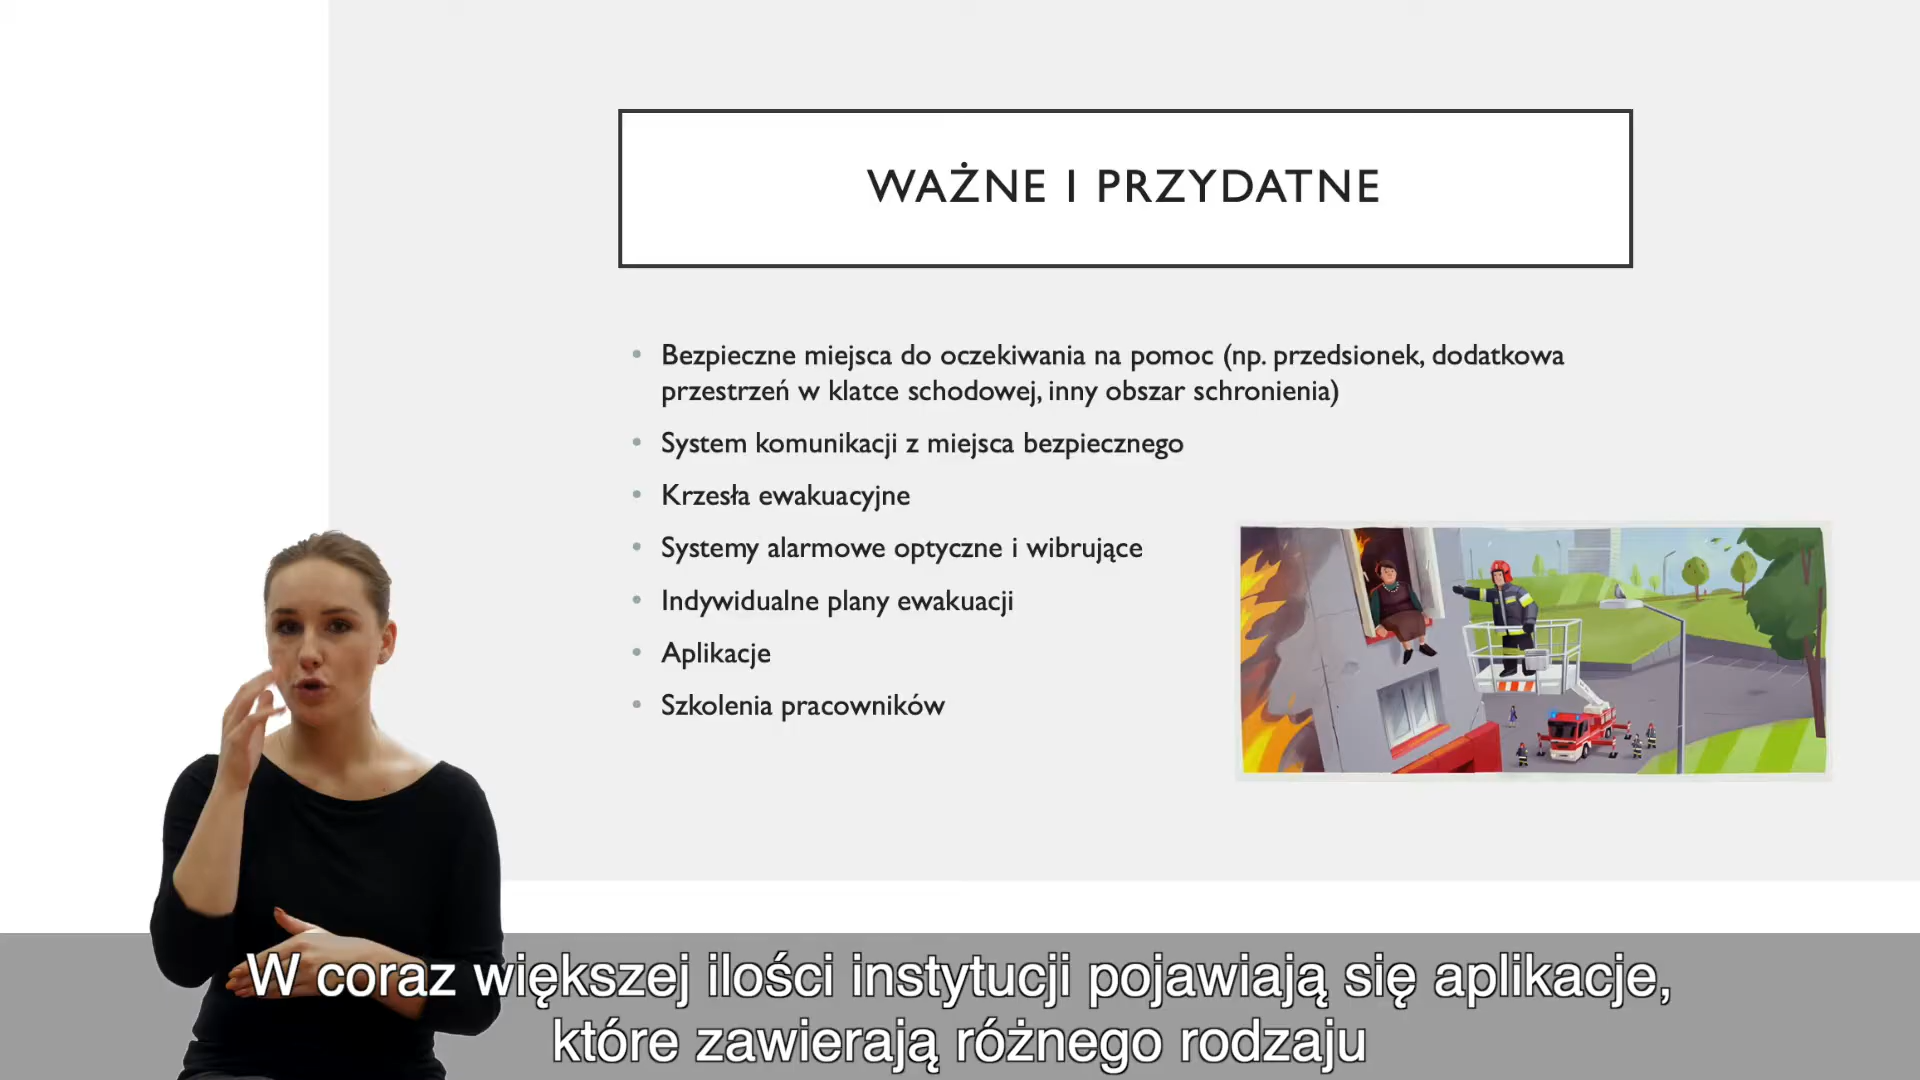 WAŻNE I PRZYDATNE
• Bezpieczne miejsca do oczekiwania na pomoc (np. przedsionek, dodatkowa
przestrzeń w klatce schodowej, inny obszar schronienia)
• System komunikacji z miejsca bezpiecznego
• Krzesła ewakuacyjne
• Systemy alarmowe optyczne i wibrujące
• Indywidualne plany ewakuacji
• Aplikacje
• Szkolenia pracowników
W coraz większej ilości instytucji pojawiają się aplikacje,
które zawierają różnego rodzaju